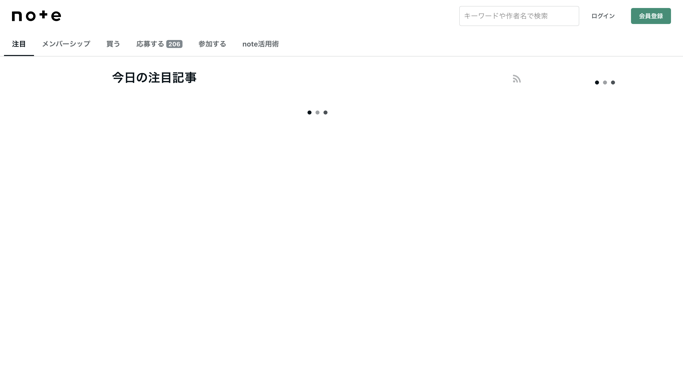 note
キーワードや作者名で検索
ログイン
会員登録
注目
メンバーシップ
買う
応募する 206
参加する
note活用術
今日の注目記事